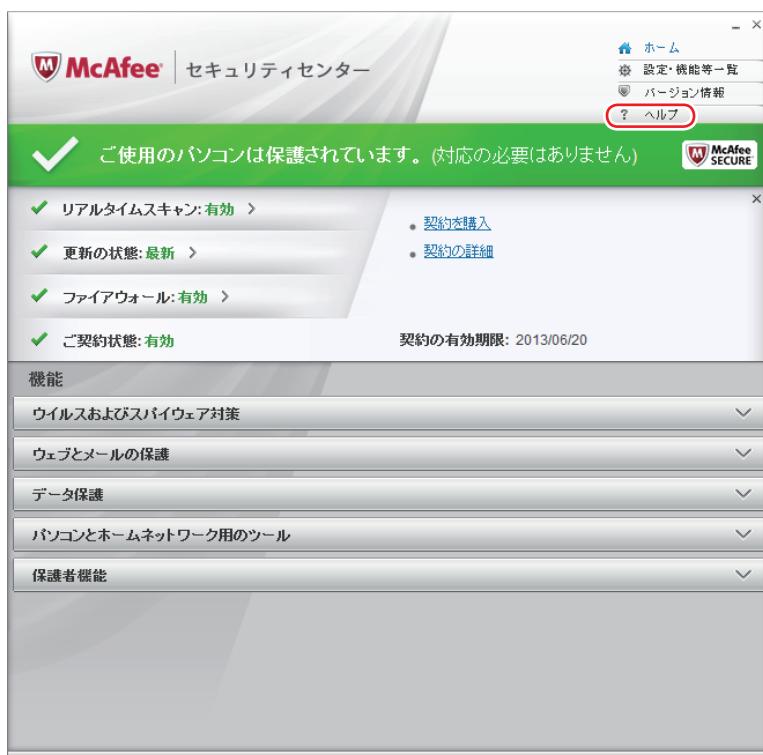 McAfee セキュリティセンター
ホーム
設定・機能等一覧
バージョン情報
? ヘルプ
ご使用のパソコンは保護されています。(対応の必要はありません)
McAfee SECURE
リアルタイムスキャン:有効 >
更新の状態:最新 >
ファイアウォール:有効 >
ご契約状態:有効
契約を購入
契約の詳細
契約の有効期限: 2013/06/20
機能
ウイルスおよびスパイウェア対策
ウェブとメールの保護
データ保護
パソコンとホームネットワーク用のツール
保護者機能